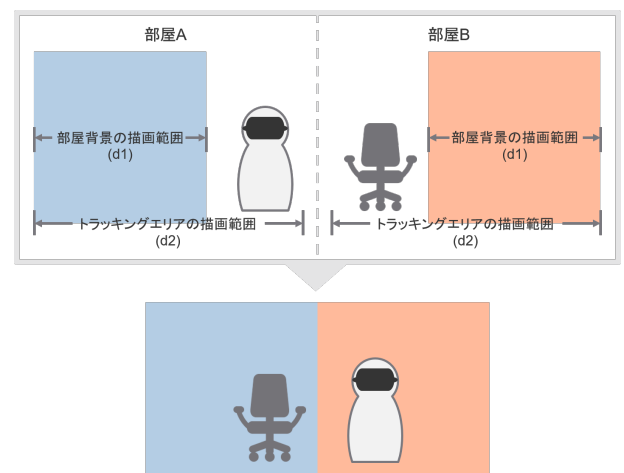 部屋A
部屋B
部屋背景の描画範囲
(d1)
部屋背景の描画範囲
(d1)
トラッキングエリアの描画範囲
(d2)
トラッキングエリアの描画範囲
(d2)